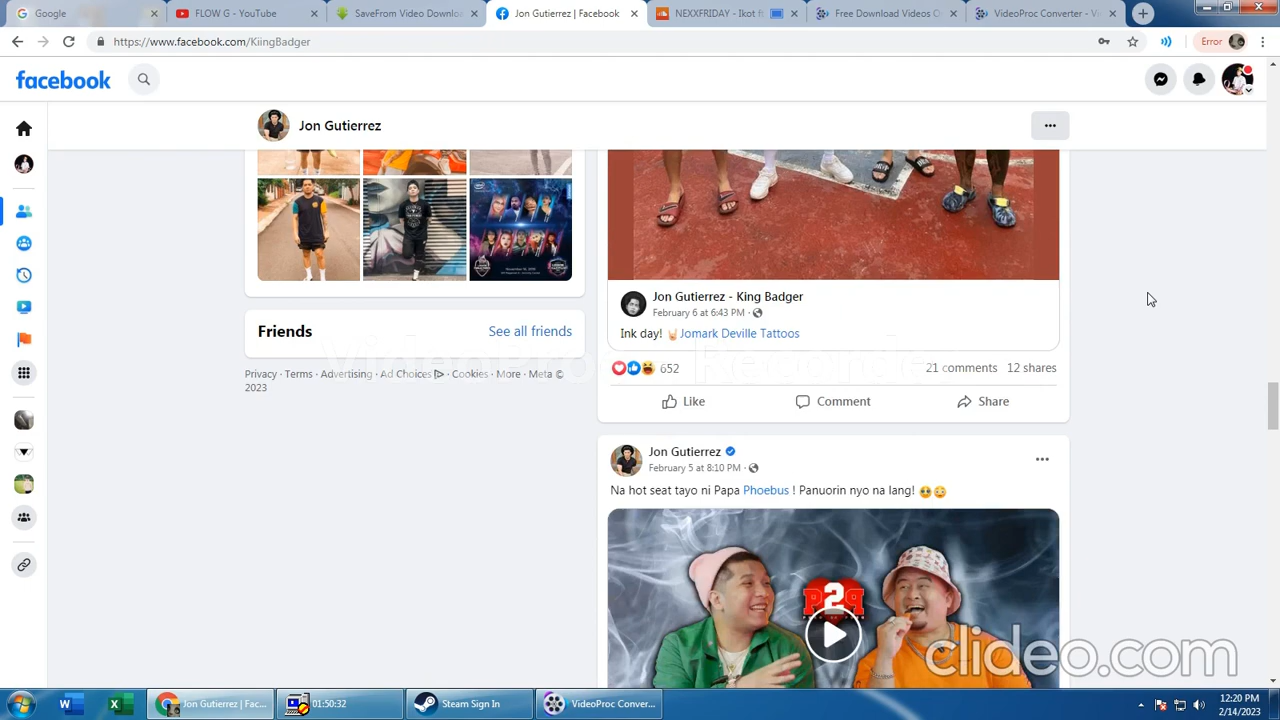 Google
FLOW G - YouTube
SaveFrom Video Downloa
Jon Gutierrez | Facebook
NEXXFRIDAY - Ikot f
Free Download Videos O
VideoProc Converter - V
https://www.facebook.com/KiingBadger
Error
facebook
Jon Gutierrez
Jon Gutierrez - King Badger
February 6 at 6:43 PM
Ink day! Jomark Deville Tattoos
Friends
See all friends
Privacy · Terms · Advertising · Ad Choices · Cookies · More · Meta ©
2023
652
21 comments 12 shares
Like
Comment
Share
Jon Gutierrez
February 5 at 8:10 PM
Na hot seat tayo ni Papa Phoebus ! Panuorin nyo na lang!
P2P
clideo.com
Jon Gutierrez | Fac...
01:50:32
Steam Sign In
VideoProc Conver...
12:20 PM
2/14/2023